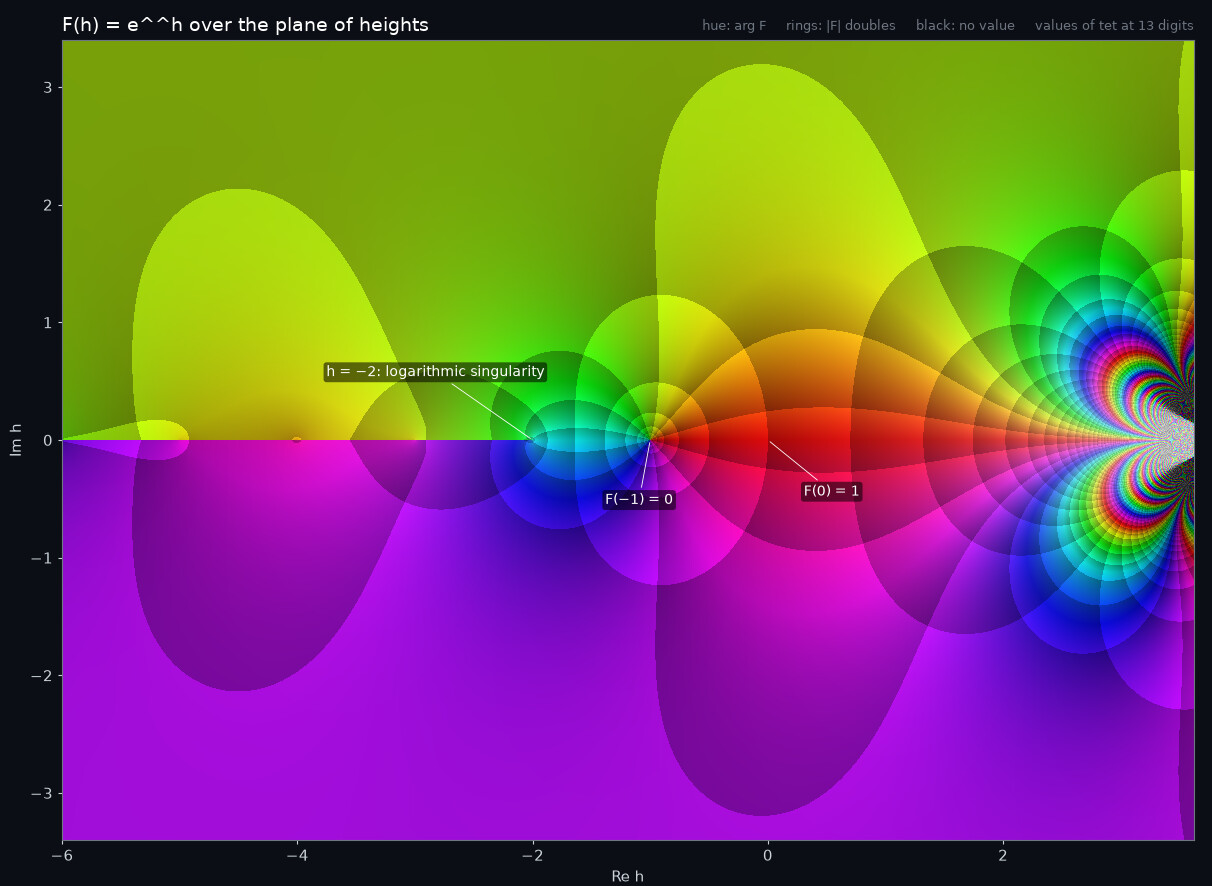 F(h) = e^^h over the plane of heights
hue: arg F rings: |F| doubles black: no value values of tet at 13 digits
3
2
1
h = −2: logarithmic singularity
0
Im h
F(0) = 1
F(−1) = 0
−1
−2
−3
−6 −4 −2 0 2
Re h